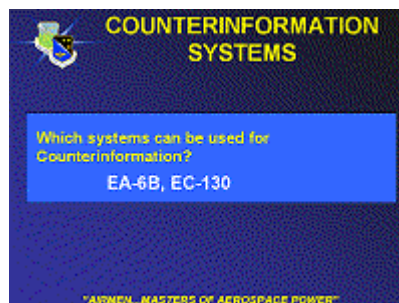 COUNTERINFORMATION
SYSTEMS
Which systems can be used for
Counterinformation?
EA-6B, EC-130
"AIRMEN...MASTERS OF AEROSPACE POWER"